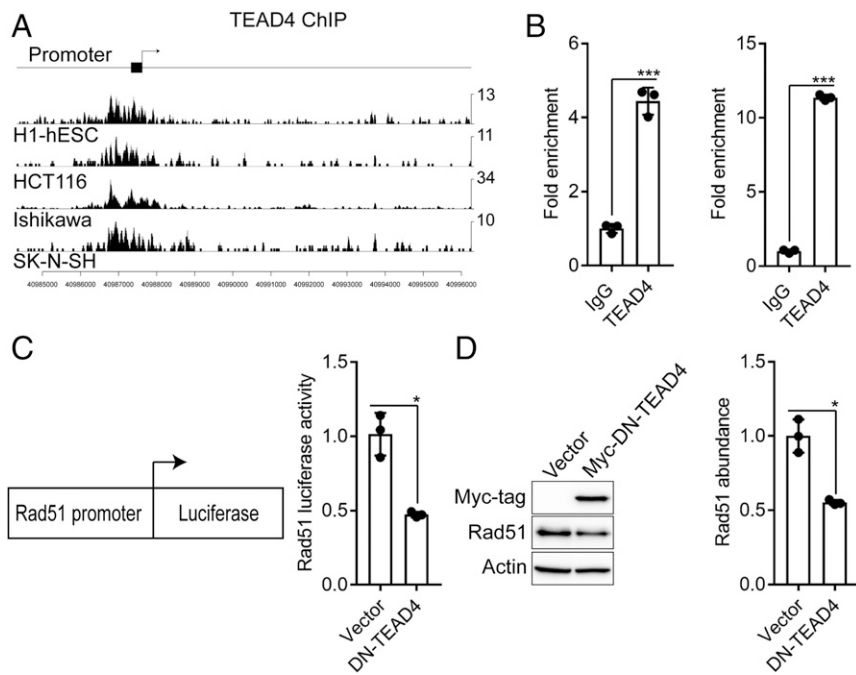 A
TEAD4 ChIP
Promoter
13
H1-hESC
11
HCT116
34
Ishikawa
10
SK-N-SH
40985000 40986000 40987000 40988000 40989000 40990000 40991000 40992000 40993000 40994000 40995000 40996000
B
Fold enrichment
6
4
2
0
***
IgG
TEAD4
Fold enrichment
15
10
5
0
***
IgG
TEAD4
C
Rad51 promoter
Luciferase
Rad51 luciferase activity
1.5
1.0
0.5
0.0
*
Vector
DN-TEAD4
D
Vector
Myc-DN-TEAD4
Myc-tag
Rad51
Actin
Rad51 abundance
1.5
1.0
0.5
0.0
*
Vector
DN-TEAD4